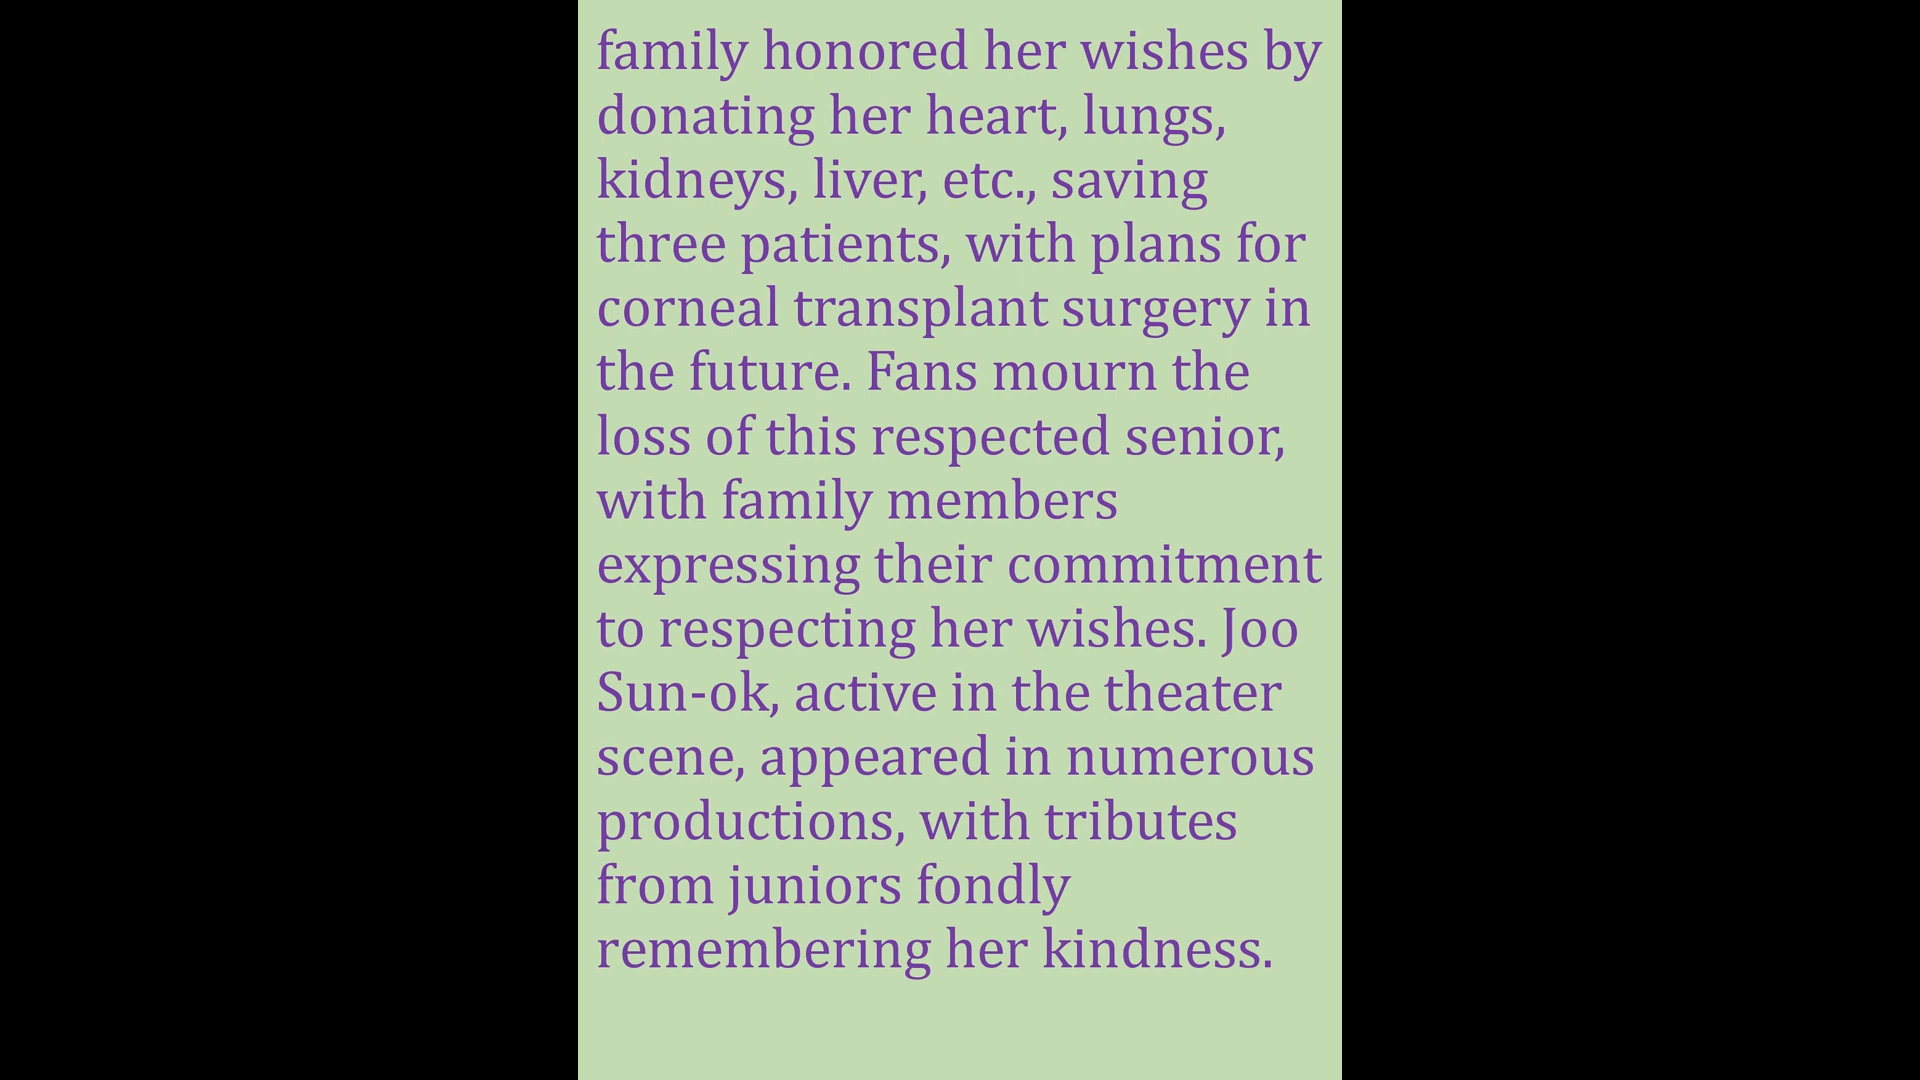 family honored her wishes by
donating her heart, lungs,
kidneys, liver, etc., saving
three patients, with plans for
corneal transplant surgery in
the future. Fans mourn the
loss of this respected senior,
with family members
expressing their commitment
to respecting her wishes. Joo
Sun-ok, active in the theater
scene, appeared in numerous
productions, with tributes
from juniors fondly
remembering her kindness.